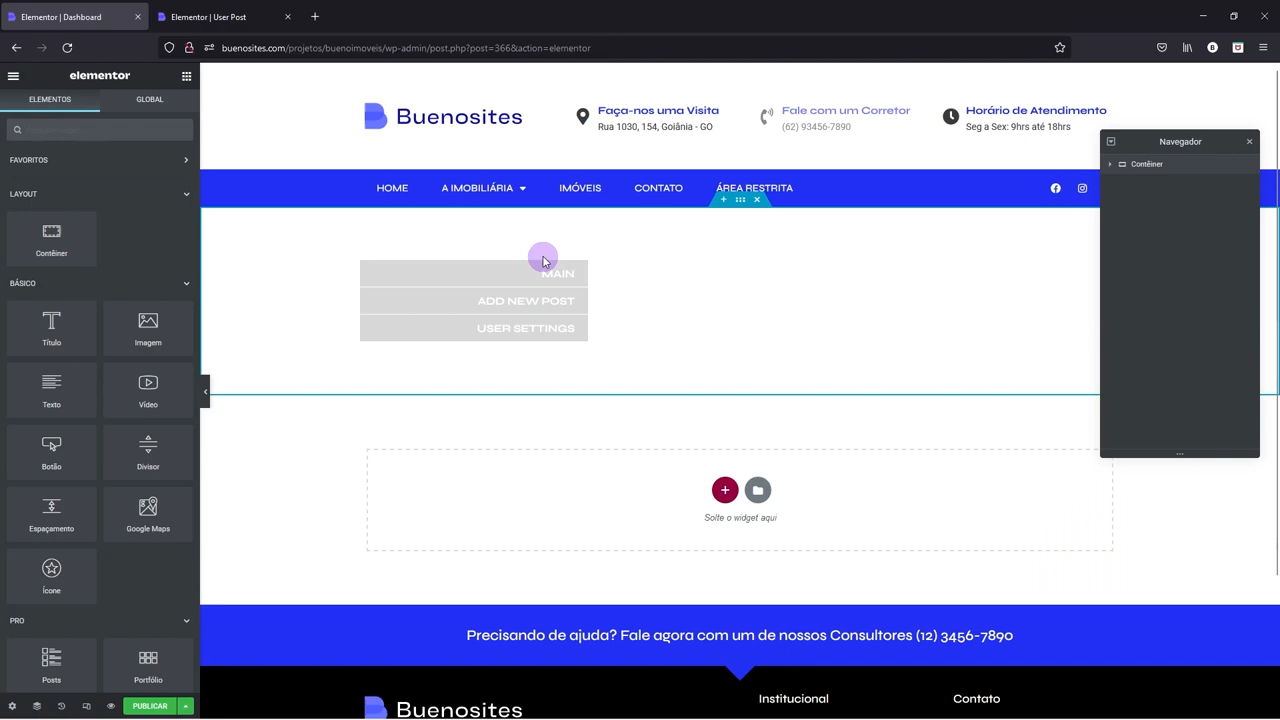 Elementor | Dashboard
Elementor | User Post
buenosites.com/projetos/buenoimoveis/wp-admin/post.php?post=366&action=elementor
elementor
ELEMENTOS
GLOBAL
FAVORITOS
LAYOUT
Contêiner
BÁSICO
Título
Imagem
Texto
Vídeo
Botão
Divisor
Espaçamento
Google Maps
Ícone
PRO
Posts
Portfólio
PUBLICAR
Buenosites
Faça-nos uma Visita
Rua 1030, 154, Goiânia - GO
Fale com um Corretor
(62) 93456-7890
Horário de Atendimento
Seg a Sex: 9hrs até 18hrs
HOME
A IMOBILIÁRIA
IMÓVEIS
CONTATO
ÁREA RESTRITA
MAIN
ADD NEW POST
USER SETTINGS
Navegador
Contêiner
Solte o widget aqui
Precisando de ajuda? Fale agora com um de nossos Consultores (12) 3456-7890
Buenosites
Institucional
Contato